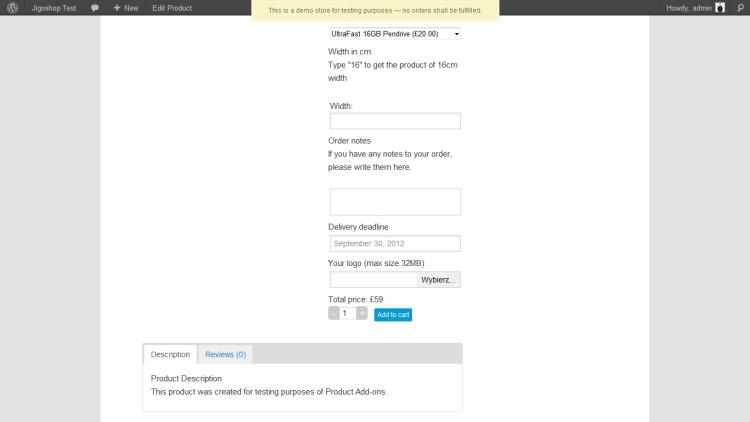 Jigoshop Test
New
Edit Product
This is a demo store for testing purposes — no orders shall be fulfilled.
Howdy, admin
UltraFast 16GB Pendrive (£20.00)
Width in cm
Type "16" to get the product of 16cm
width
Width:
Order notes
If you have any notes to your order,
please write them here.
Delivery deadline
September 30, 2012
Your logo (max size 32MB)
Wybierz...
Total price: £59
- 1 +
Add to cart
Description
Reviews (0)
Product Description
This product was created for testing purposes of Product Add-ons.